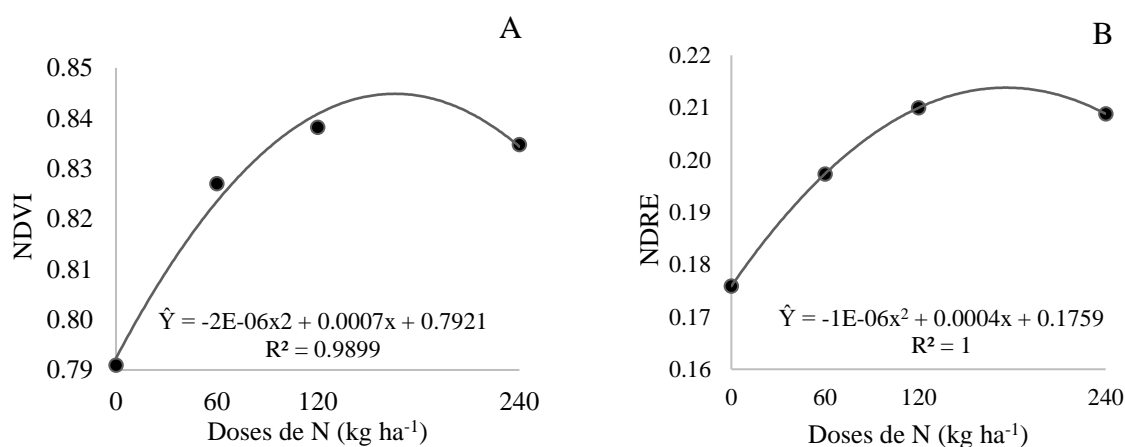 A
NDVI
0.85
0.84
0.83
0.82
0.81
0.80
0.79
Ŷ = -2E-06x2 + 0.0007x + 0.7921
R² = 0.9899
0 60 120 240
Doses de N (kg ha⁻¹)
B
NDRE
0.22
0.21
0.20
0.19
0.18
0.17
0.16
Ŷ = -1E-06x² + 0.0004x + 0.1759
R² = 1
0 60 120 240
Doses de N (kg ha⁻¹)